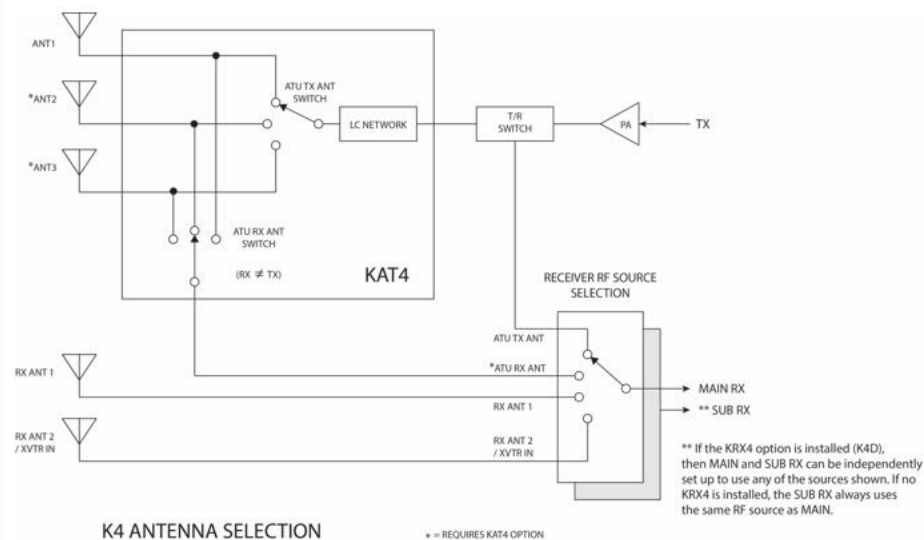 ANT1
*ANT2
*ANT3
ATU TX ANT
SWITCH
LC NETWORK
T/R
SWITCH
PA
TX
ATU RX ANT
SWITCH
(RX ≠ TX)
KAT4
RECEIVER RF SOURCE
SELECTION
ATU TX ANT
*ATU RX ANT
RX ANT 1
RX ANT 1
MAIN RX
** SUB RX
RX ANT 2
/ XVTR IN
RX ANT 2
/ XVTR IN
** If the KRX4 option is installed (K4D),
then MAIN and SUB RX can be independently
set up to use any of the sources shown. If no
KRX4 is installed, the SUB RX always uses
the same RF source as MAIN.
K4 ANTENNA SELECTION
* = REQUIRES KAT4 OPTION